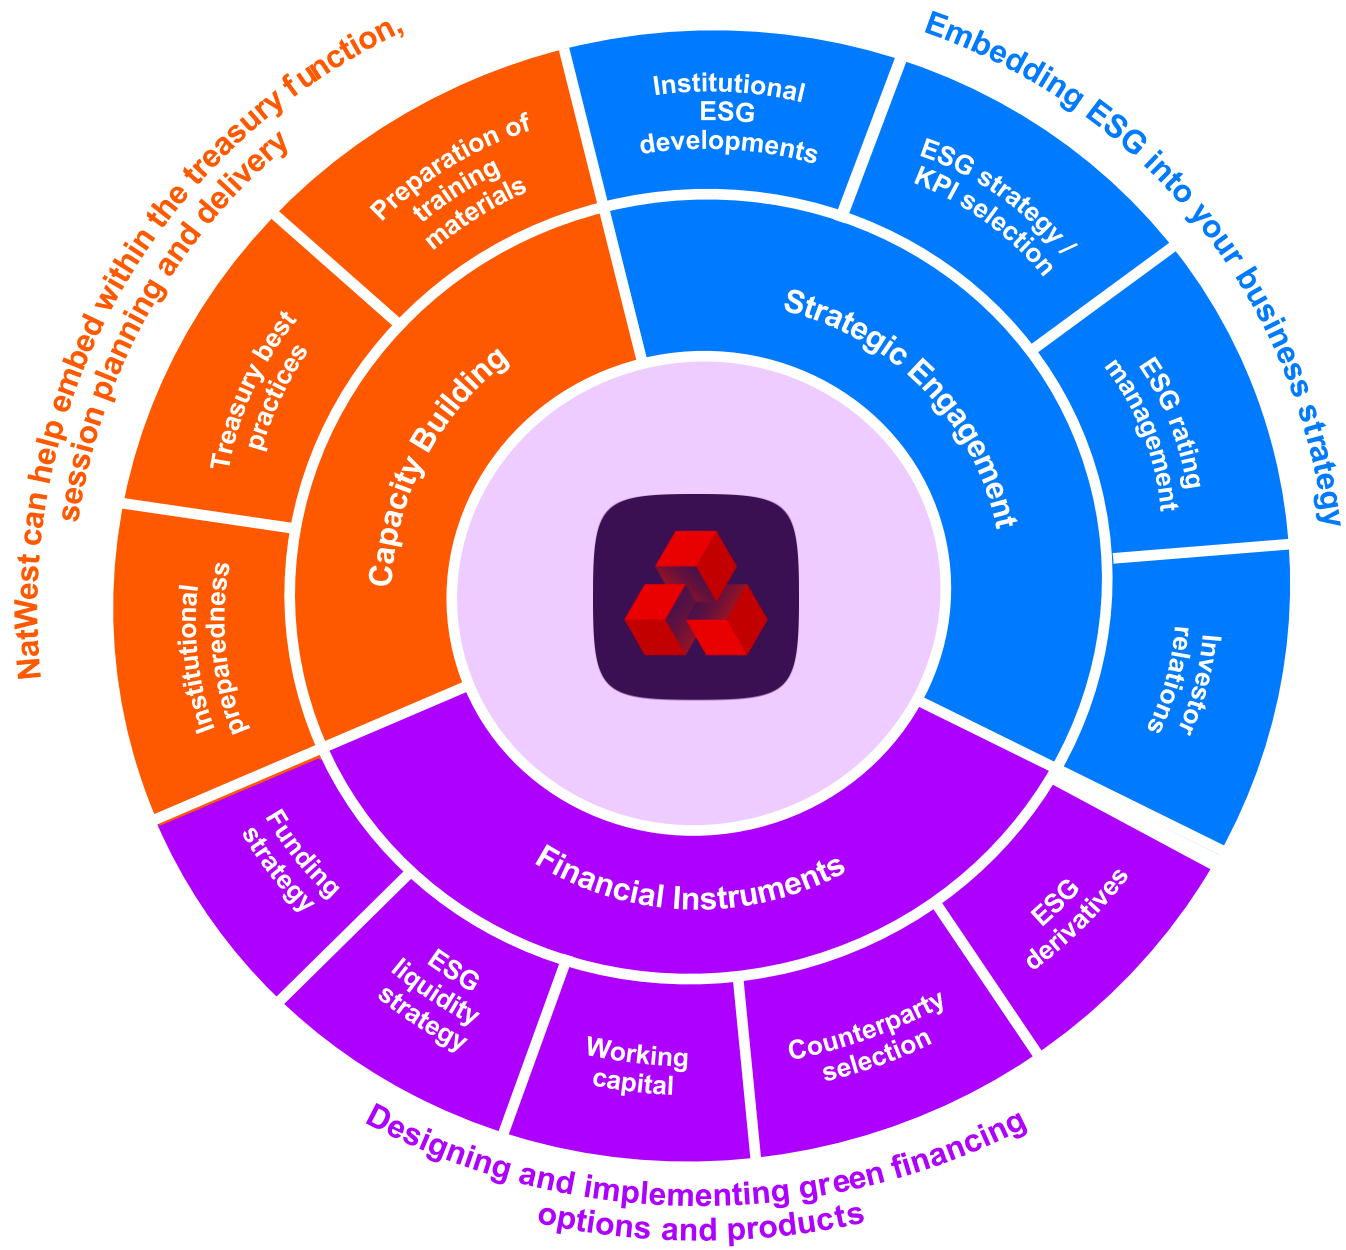 NatWest can help embed within the treasury function,
session planning and delivery
Embedding ESG into your business strategy
Institutional
ESG
developments
ESG strategy /
KPI selection
ESG rating
management
Investor
relations
Strategic Engagement
Preparation of
training
materials
Treasury best
practices
Institutional
preparedness
Capacity Building
Financial Instruments
Funding
strategy
ESG
liquidity
strategy
Working
capital
Counterparty
selection
ESG
derivatives
Designing and implementing green financing
options and products